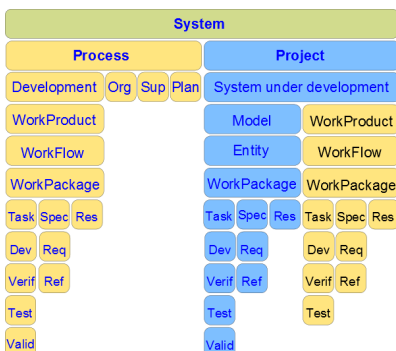 System
Process Project
Development Org Sup Plan System under development
WorkProduct Model WorkProduct
WorkFlow Entity WorkFlow
WorkPackage WorkPackage WorkPackage
Task Spec Res Task Spec Res Task Spec Res
Dev Req Dev Req Dev Req
Verif Ref Verif Ref Verif Ref
Test Test Test
Valid Valid